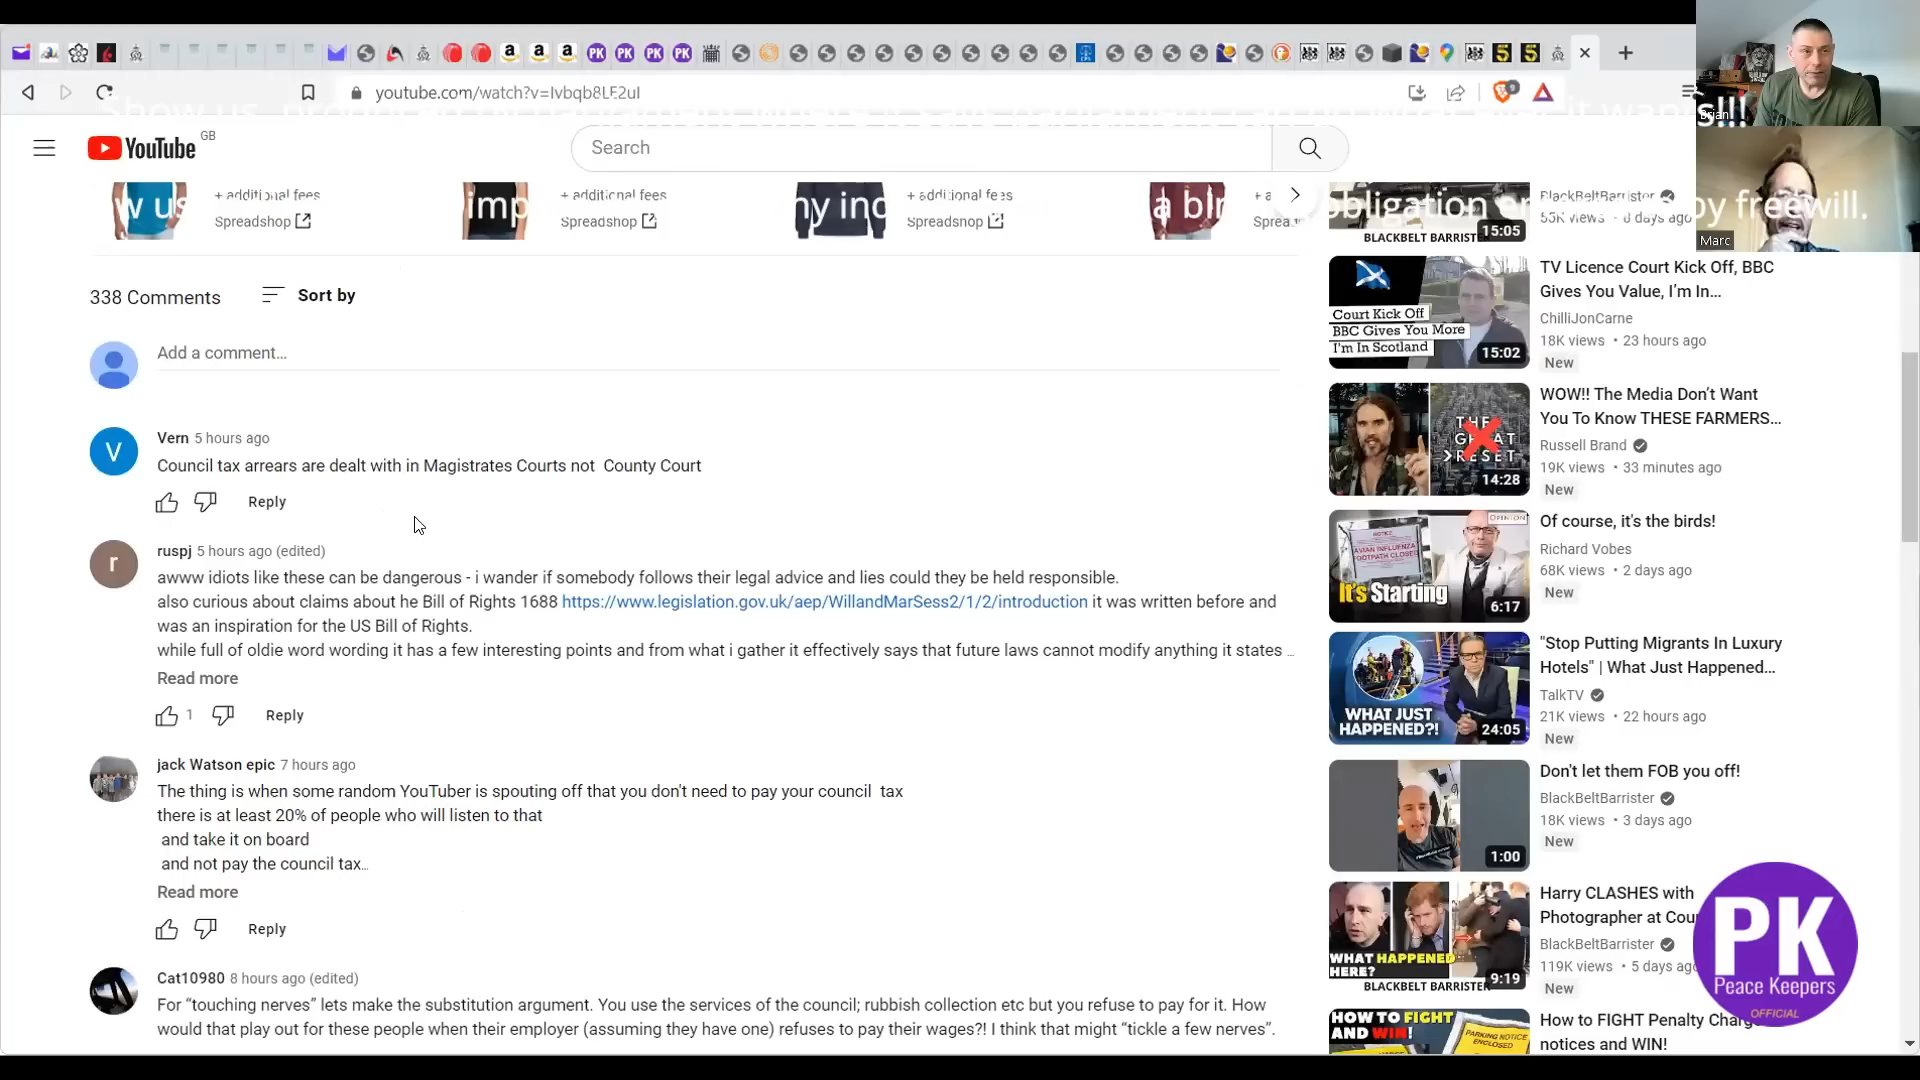 youtube.com/watch?v=Ivbqb8LF2uI
Brian
YouTube GB
Search
Marc
+ additional fees
Spreadshop
+ additional fees
Spreadshop
+ additional fees
Spreadshop
by freewill.
338 Comments
Sort by
Add a comment...
Vern 5 hours ago
Council tax arrears are dealt with in Magistrates Courts not County Court
Reply
ruspj 5 hours ago (edited)
awww idiots like these can be dangerous - i wander if somebody follows their legal advice and lies could they be held responsible.
also curious about claims about he Bill of Rights 1688 https://www.legislation.gov.uk/aep/WillandMarSess2/1/2/introduction it was written before and
was an inspiration for the US Bill of Rights.
while full of oldie word wording it has a few interesting points and from what i gather it effectively says that future laws cannot modify anything it states ...
Read more
1
Reply
jack Watson epic 7 hours ago
The thing is when some random YouTuber is spouting off that you don't need to pay your council tax
there is at least 20% of people who will listen to that
and take it on board
and not pay the council tax...
Read more
Reply
Cat10980 8 hours ago (edited)
For “touching nerves” lets make the substitution argument. You use the services of the council; rubbish collection etc but you refuse to pay for it. How
would that play out for these people when their employer (assuming they have one) refuses to pay their wages?! I think that might “tickle a few nerves”.
BLACKBELT BARRISTER
15:05
BlackBeltBarrister
Court Kick Off
BBC Gives You More
I'm In Scotland
15:02
TV Licence Court Kick Off, BBC
Gives You Value, I’m In...
ChilliJonCarne
18K views • 23 hours ago
New
THE
GREAT
RESET
14:28
WOW!! The Media Don’t Want
You To Know THESE FARMERS...
Russell Brand
19K views • 33 minutes ago
New
OPINION
AVIAN INFLUENZA
FOOTPATH CLOSED
It's Starting
6:17
Of course, it's the birds!
Richard Vobes
68K views • 2 days ago
New
WHAT JUST
HAPPENED?!
24:05
"Stop Putting Migrants In Luxury
Hotels" | What Just Happened...
TalkTV
21K views • 22 hours ago
New
1:00
Don't let them FOB you off!
BlackBeltBarrister
18K views • 3 days ago
New
WHAT HAPPENED
HERE?
BLACKBELT BARRISTER
9:19
Harry CLASHES with
Photographer at
BlackBeltBarrister
119K views • 5 days
New
HOW TO FIGHT
AND WIN!
PARKING NOTICE
ENCLOSED
How to FIGHT Penalty
notices and WIN!
PK
Peace Keepers
OFFICIAL